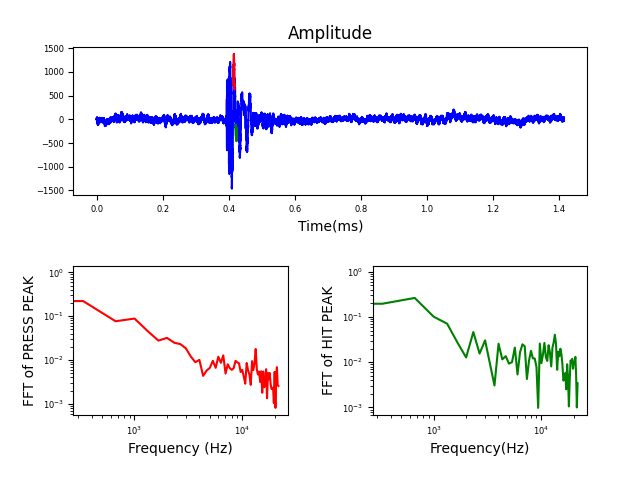 Amplitude
1500
1000
500
0
−500
−1000
−1500
0.0 0.2 0.4 0.6 0.8 1.0 1.2 1.4
Time(ms)
FFT of PRESS PEAK
10⁰
10⁻¹
10⁻²
10⁻³
10³ 10⁴
Frequency (Hz)
FFT of HIT PEAK
10⁰
10⁻¹
10⁻²
10⁻³
10³ 10⁴
Frequency(Hz)